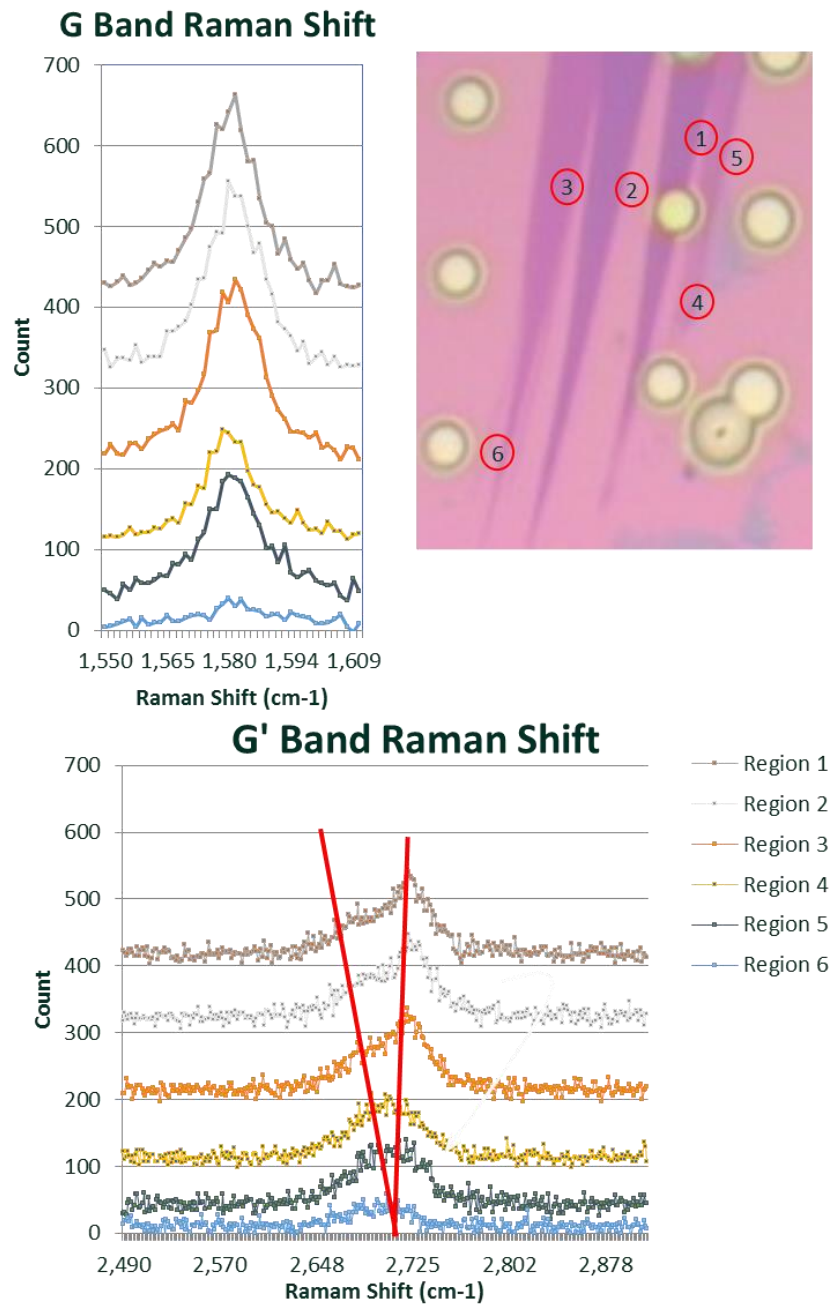 G Band Raman Shift
700
600
500
400
300
200
100
0
Count
1,550 1,565 1,580 1,594 1,609
Raman Shift (cm-1)
1
5
3
2
4
6
G' Band Raman Shift
700
600
500
400
300
200
100
0
Count
2,490 2,570 2,648 2,725 2,802 2,878
Ramam Shift (cm-1)
Region 1
Region 2
Region 3
Region 4
Region 5
Region 6